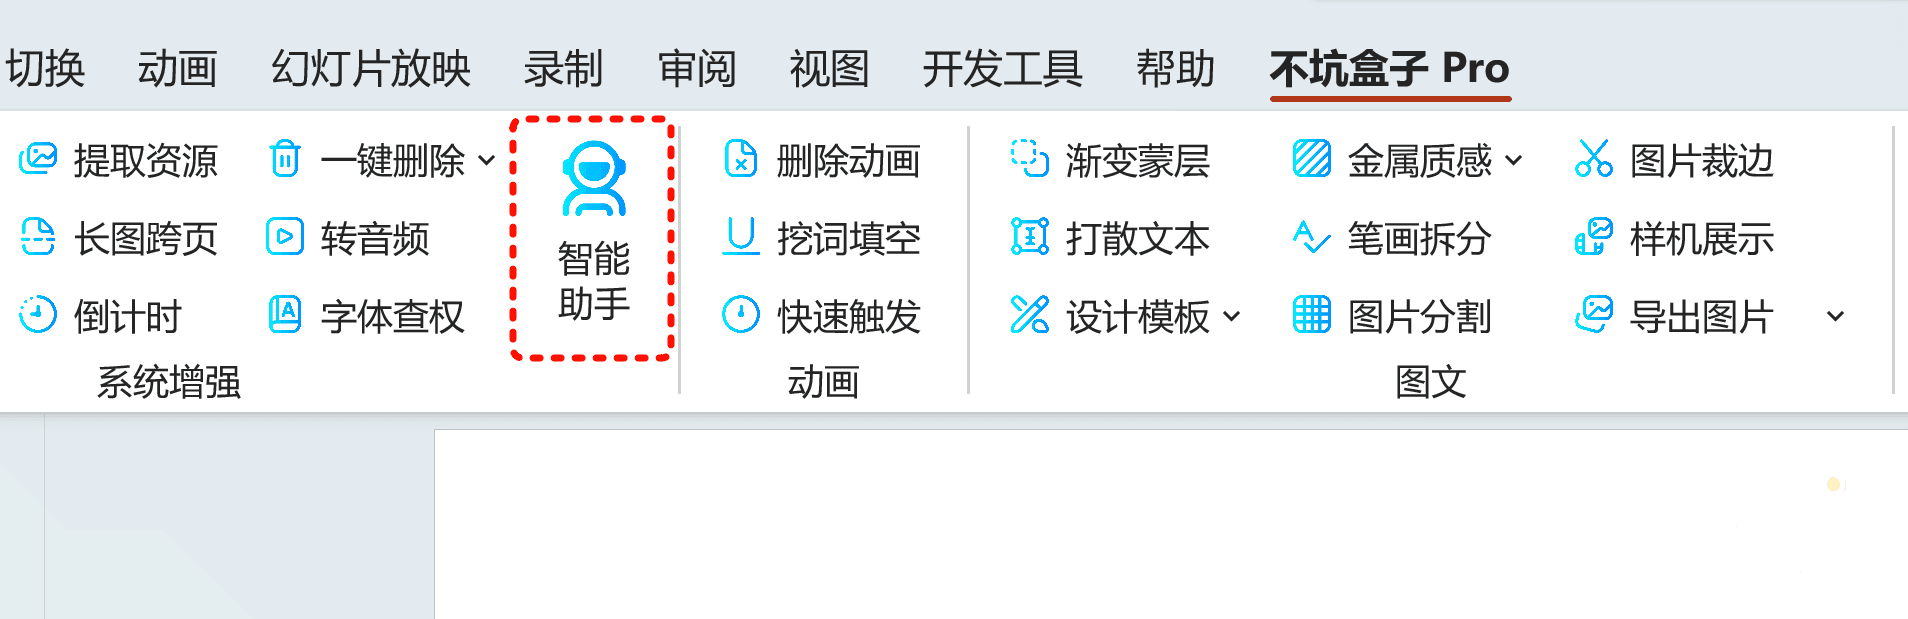 切换 动画 幻灯片放映 录制 审阅 视图 开发工具 帮助 不坑盒子 Pro
提取资源 一键删除 删除动画 渐变蒙层 金属质感 图片裁边
长图跨页 转音频 智能 挖词填空 打散文本 笔画拆分 样机展示
倒计时 字体查权 助手 快速触发 设计模板 图片分割 导出图片
系统增强 动画 图文